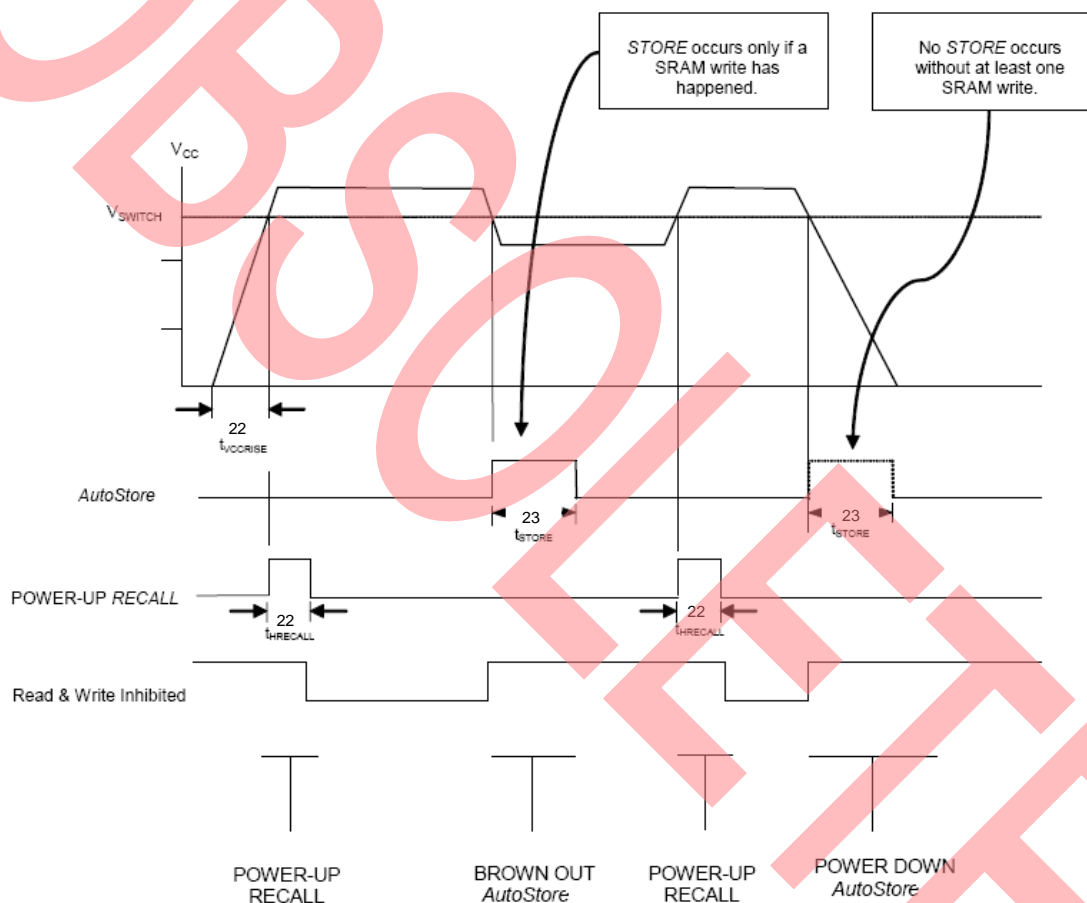 STORE occurs only if a
SRAM write has
happened.
No STORE occurs
without at least one
SRAM write.
VCC
VSWITCH
22
tVCCRISE
AutoStore
23
tSTORE
23
tSTORE
POWER-UP RECALL
22
tHRECALL
22
tHRECALL
Read & Write Inhibited
POWER-UP
RECALL
BROWN OUT
AutoStore
POWER-UP
RECALL
POWER DOWN
AutoStore
OBSOLETE